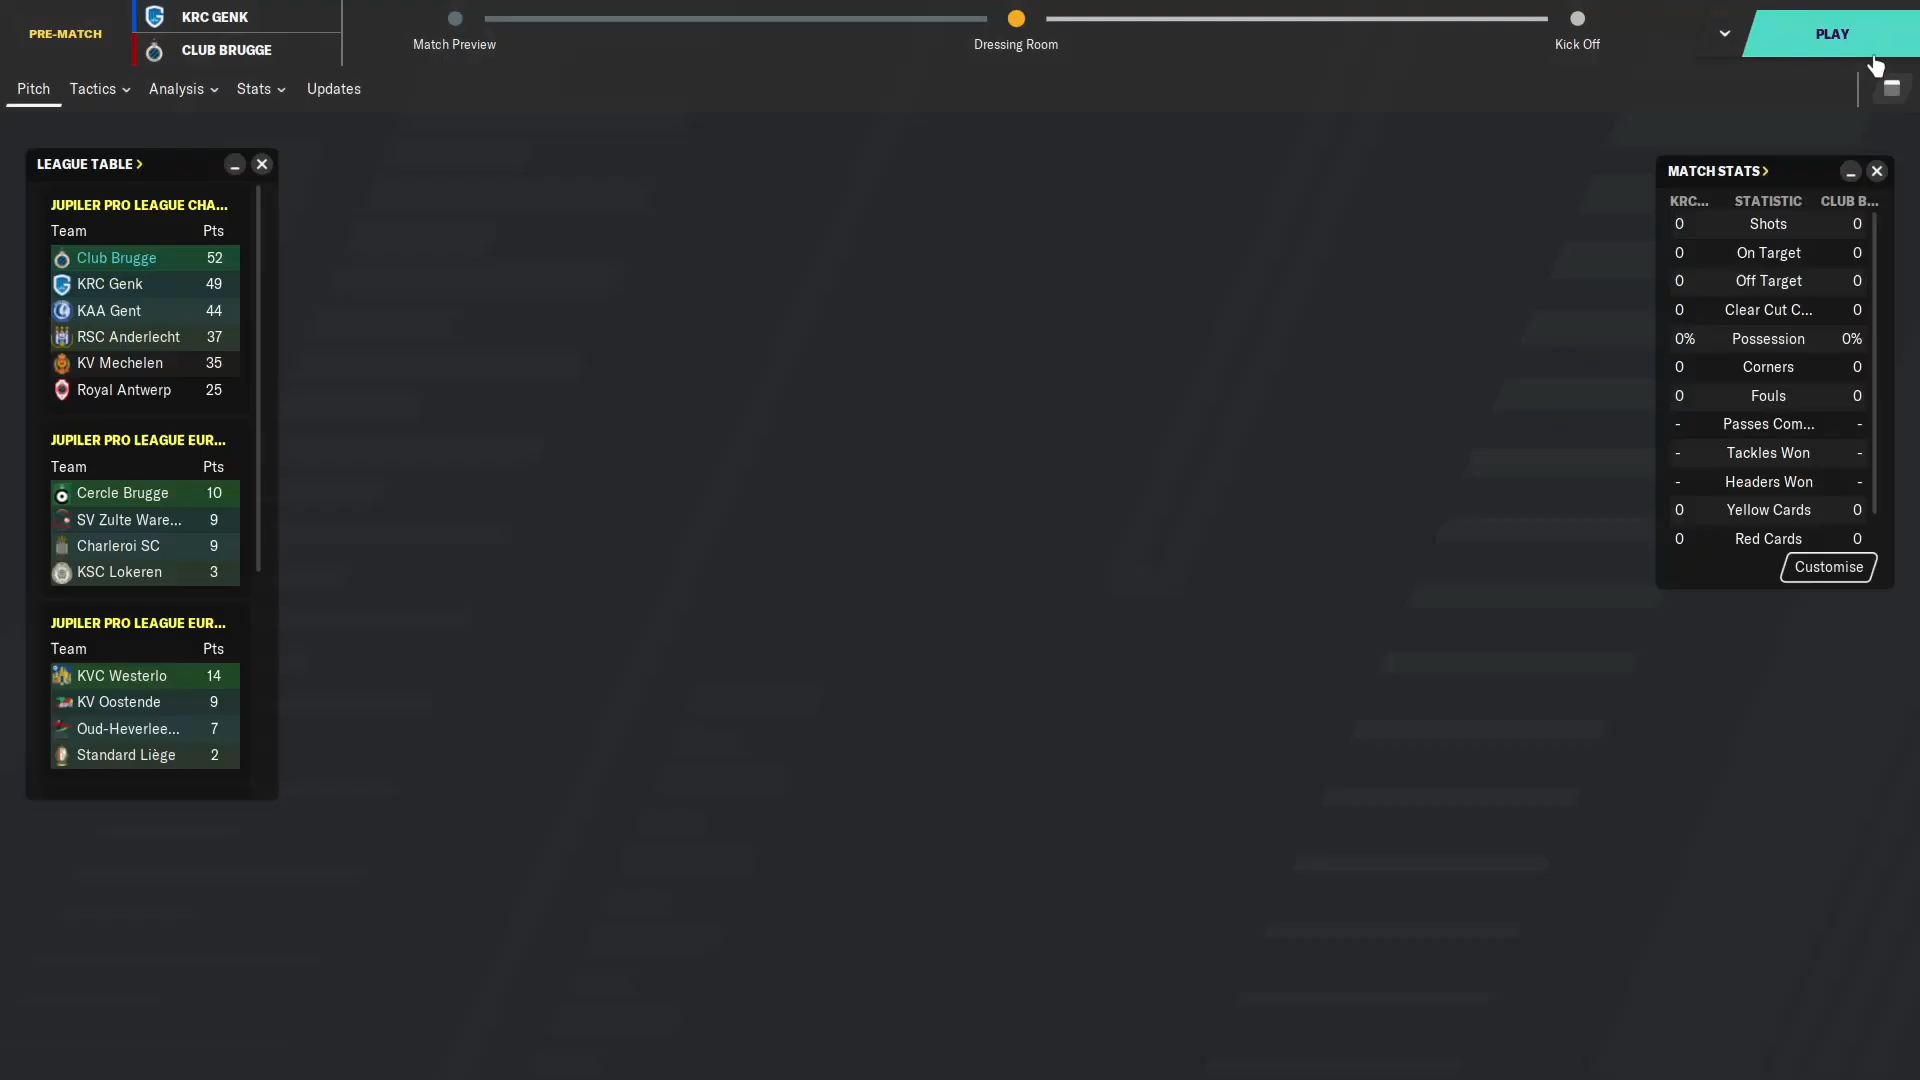 PRE-MATCH
KRC GENK
CLUB BRUGGE
Match Preview
Dressing Room
Kick Off
PLAY
Pitch Tactics Analysis Stats Updates
LEAGUE TABLE >
JUPILER PRO LEAGUE CHA...
Team Pts
Club Brugge 52
KRC Genk 49
KAA Gent 44
RSC Anderlecht 37
KV Mechelen 35
Royal Antwerp 25
JUPILER PRO LEAGUE EUR...
Team Pts
Cercle Brugge 10
SV Zulte Ware... 9
Charleroi SC 9
KSC Lokeren 3
JUPILER PRO LEAGUE EUR...
Team Pts
KVC Westerlo 14
KV Oostende 9
Oud-Heverlee... 7
Standard Liège 2
MATCH STATS >
KRC... STATISTIC CLUB B...
0 Shots 0
0 On Target 0
0 Off Target 0
0 Clear Cut C... 0
0% Possession 0%
0 Corners 0
0 Fouls 0
- Passes Com... -
- Tackles Won -
- Headers Won -
0 Yellow Cards 0
0 Red Cards 0
Customise